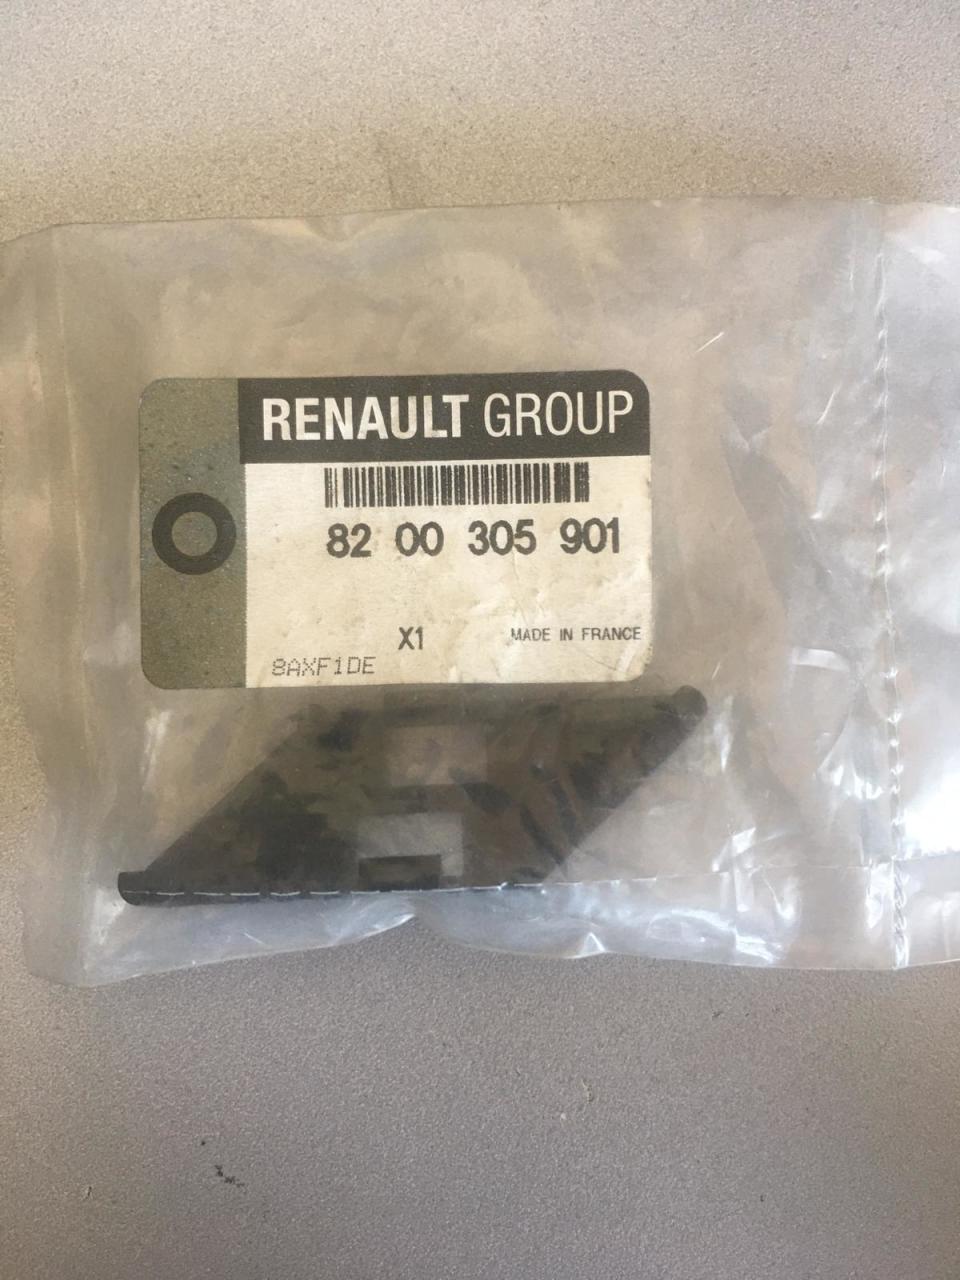 RENAULT GROUP
82 00 305 901
X1
MADE IN FRANCE
8AXF1DE